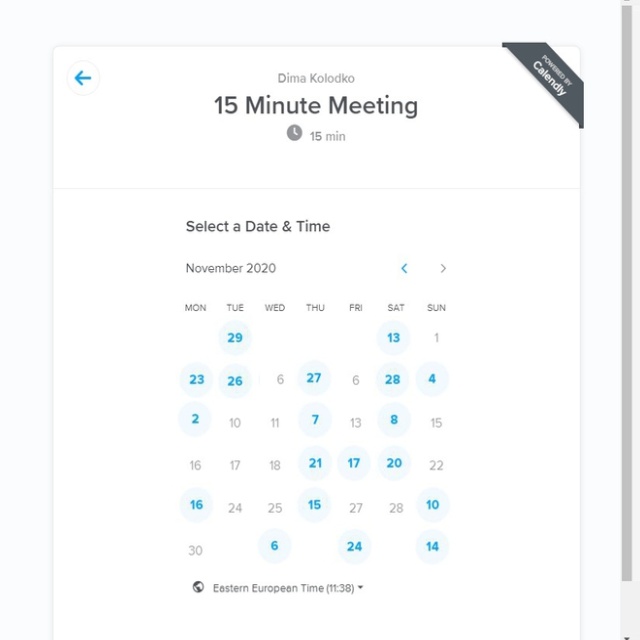 POWERED BY
Calendly
Dima Kolodko
15 Minute Meeting
15 min
Select a Date & Time
November 2020
MON TUE WED THU FRI SAT SUN
29 13 1
23 26 6 27 6 28 4
2 10 11 7 13 8 15
16 17 18 21 17 20 22
16 24 25 15 27 28 10
30 6 24 14
Eastern European Time (11:38)